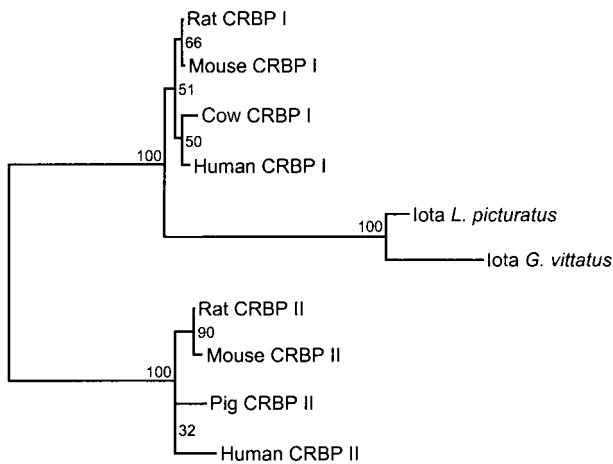 Rat CRBP I
66
Mouse CRBP I
51
Cow CRBP I
50
100
Human CRBP I
Iota L. picturatus
100
Iota G. vittatus
Rat CRBP II
90
Mouse CRBP II
100
Pig CRBP II
32
Human CRBP II